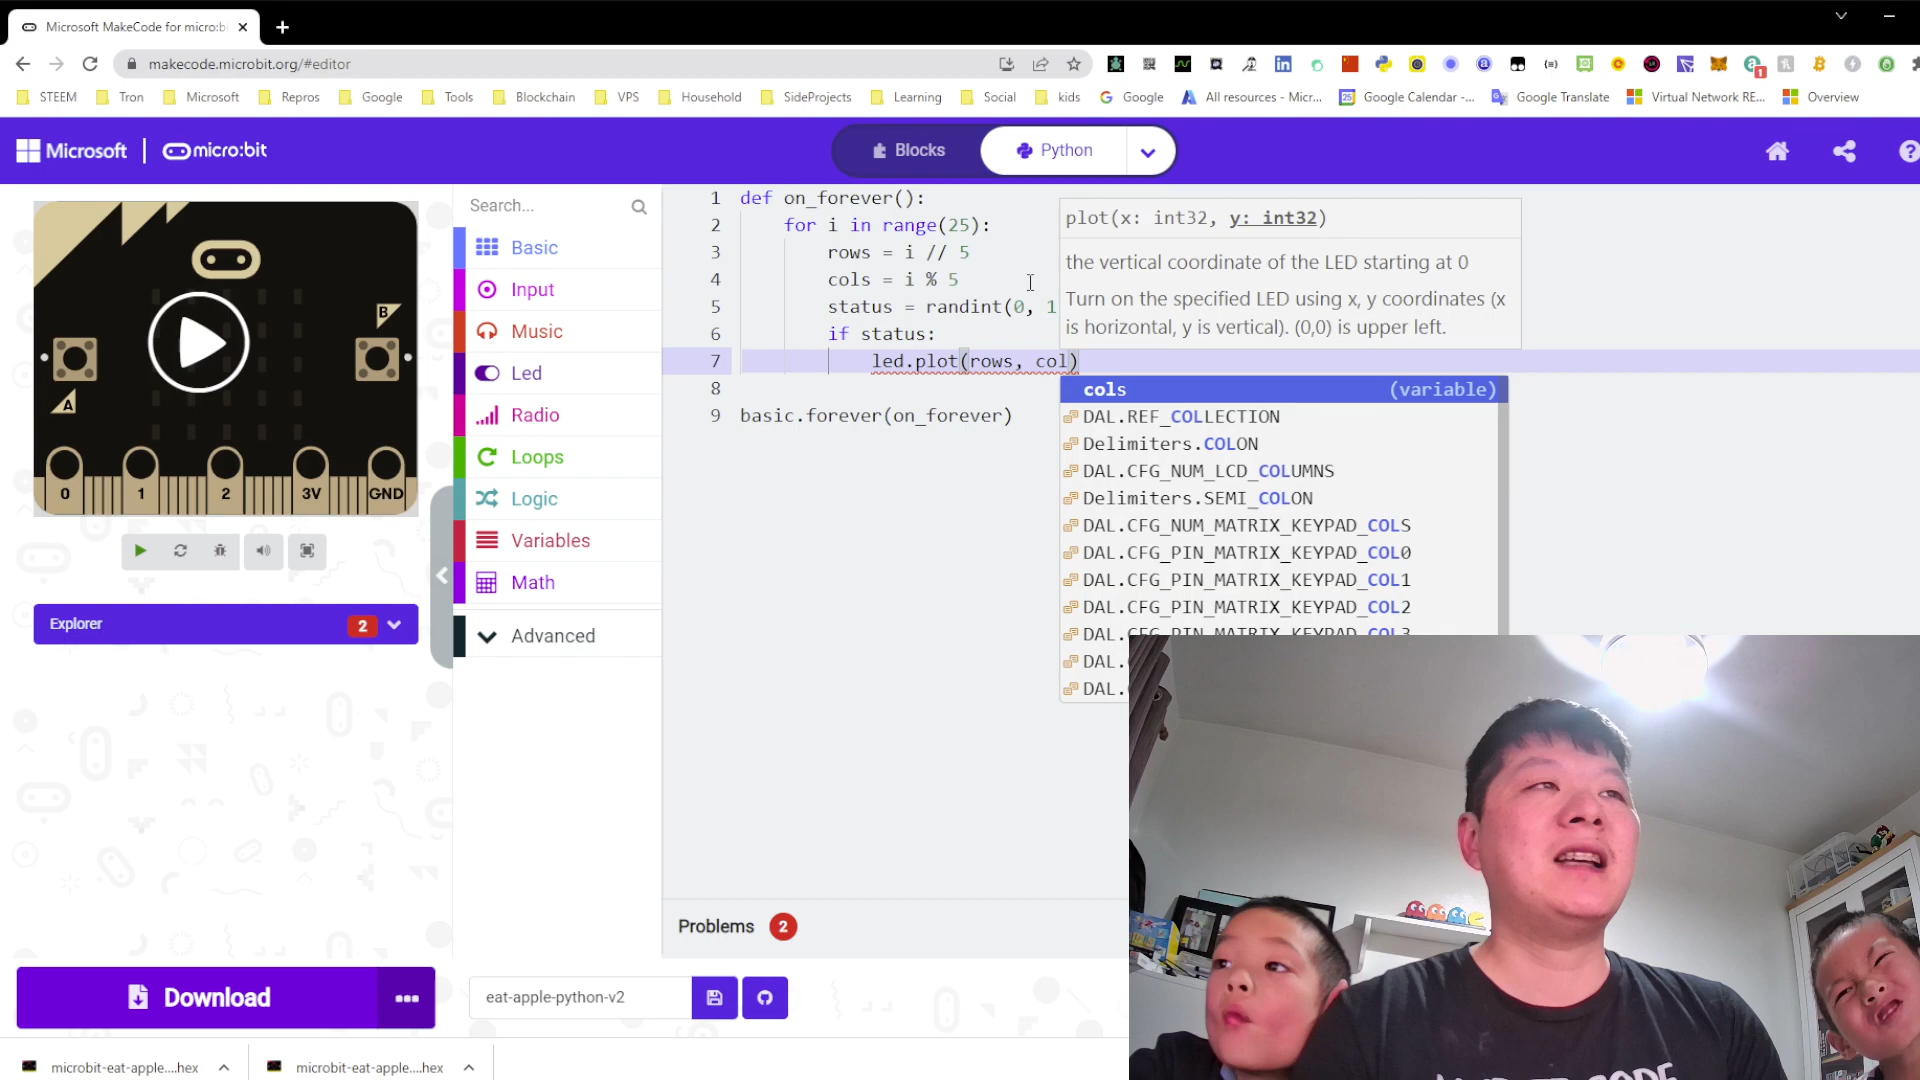 Microsoft MakeCode for micro:b
makecode.microbit.org/#editor
STEEM Tron Microsoft Repros Google Tools Blockchain VPS Household SideProjects Learning Social kids Google All resources - Micr... Google Calendar -... Google Translate Virtual Network RE... Overview
Microsoft micro:bit Blocks Python
Search...
Basic
Input
Music
Led
Radio
Loops
Logic
Variables
Math
Advanced
B
A
0 1 2 3V GND
Explorer 2
1 def on_forever():
2 for i in range(25):
3 rows = i // 5
4 cols = i % 5
5 status = randint(0, 1
6 if status:
7 led.plot(rows, col)
8
9 basic.forever(on_forever)
plot(x: int32, y: int32)
the vertical coordinate of the LED starting at 0
Turn on the specified LED using x, y coordinates (x
is horizontal, y is vertical). (0,0) is upper left.
cols (variable)
DAL.REF_COLLECTION
Delimiters.COLON
DAL.CFG_NUM_LCD_COLUMNS
Delimiters.SEMI_COLON
DAL.CFG_NUM_MATRIX_KEYPAD_COLS
DAL.CFG_PIN_MATRIX_KEYPAD_COL0
DAL.CFG_PIN_MATRIX_KEYPAD_COL1
DAL.CFG_PIN_MATRIX_KEYPAD_COL2
DAL.CFG_PIN_MATRIX_KEYPAD_COL3
DAL.
DAL.
Problems 2
Download
eat-apple-python-v2
microbit-eat-apple....hex
microbit-eat-apple....hex
CODE